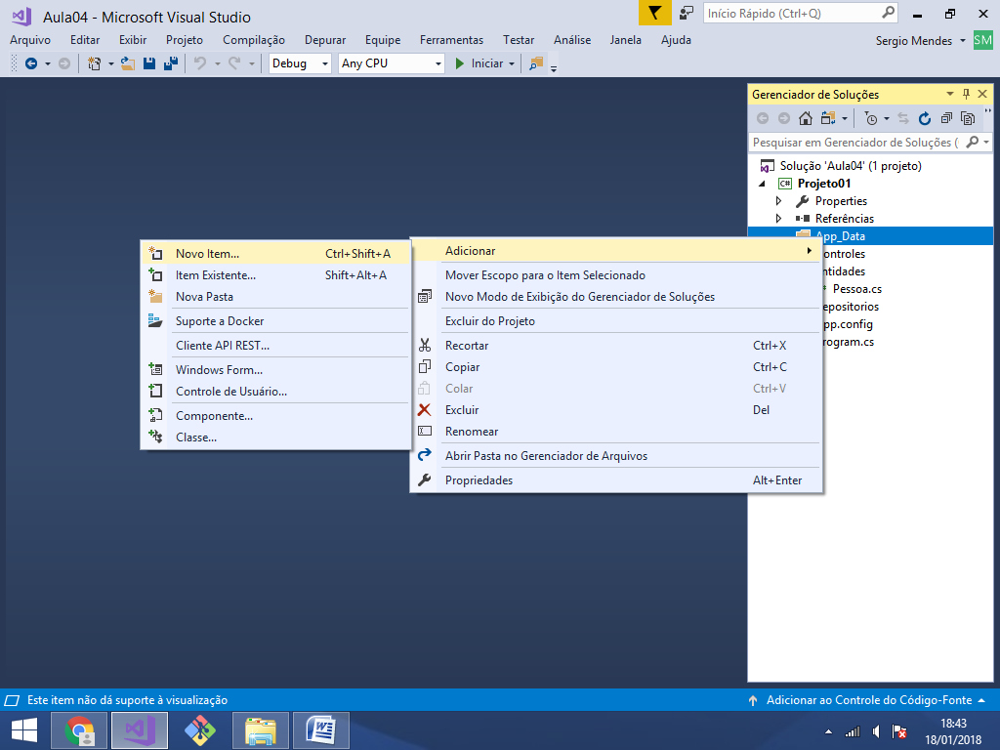 Aula04 - Microsoft Visual Studio
Início Rápido (Ctrl+Q)
Arquivo Editar Exibir Projeto Compilação Depurar Equipe Ferramentas Testar Análise Janela Ajuda
Sergio Mendes SM
Debug Any CPU Iniciar
Gerenciador de Soluções
Pesquisar em Gerenciador de Soluções (
Solução 'Aula04' (1 projeto)
C# Projeto01
Properties
Referências
App_Data
ontroles
ntidades
Pessoa.cs
epositorios
pp.config
rogram.cs
Adicionar
Mover Escopo para o Item Selecionado
Novo Modo de Exibição do Gerenciador de Soluções
Excluir do Projeto
Recortar Ctrl+X
Copiar Ctrl+C
Colar Ctrl+V
Excluir Del
Renomear
Abrir Pasta no Gerenciador de Arquivos
Propriedades Alt+Enter
Novo Item... Ctrl+Shift+A
Item Existente... Shift+Alt+A
Nova Pasta
Suporte a Docker
Cliente API REST...
Windows Form...
Controle de Usuário...
Componente...
Classe...
Este item não dá suporte à visualização
Adicionar ao Controle do Código-Fonte
18:43
18/01/2018